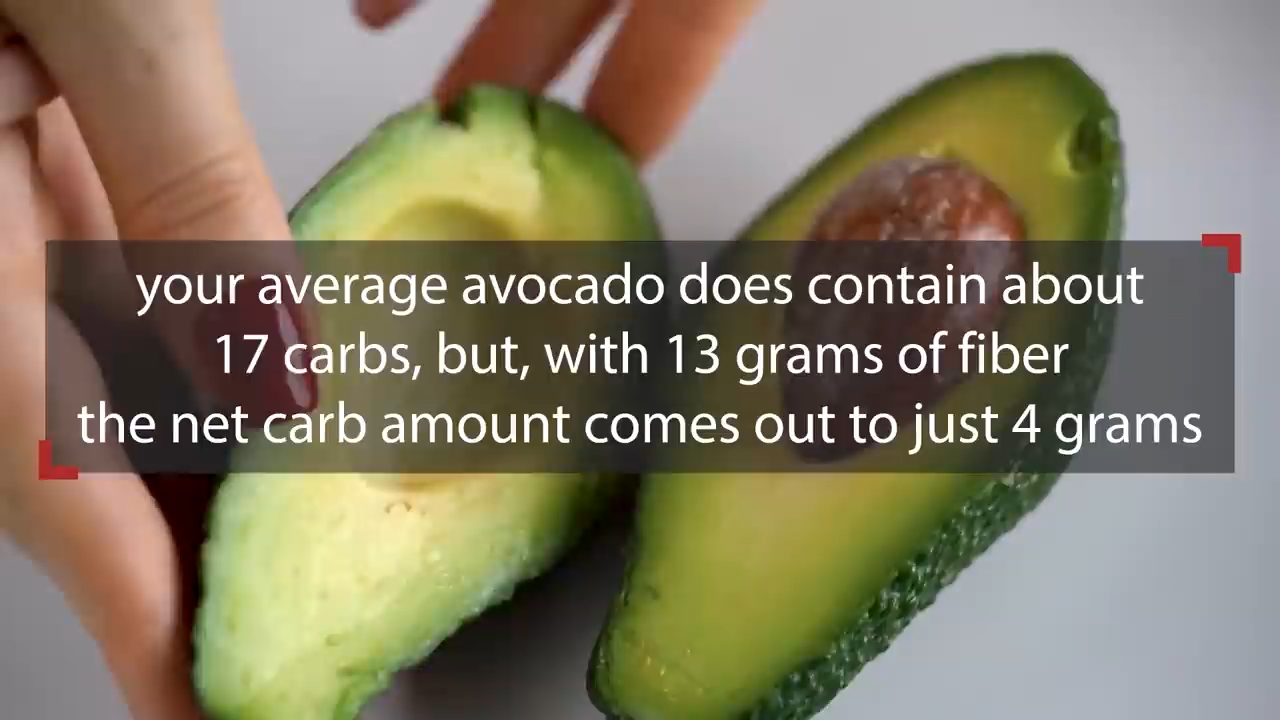 your average avocado does contain about
17 carbs, but, with 13 grams of fiber
the net carb amount comes out to just 4 grams